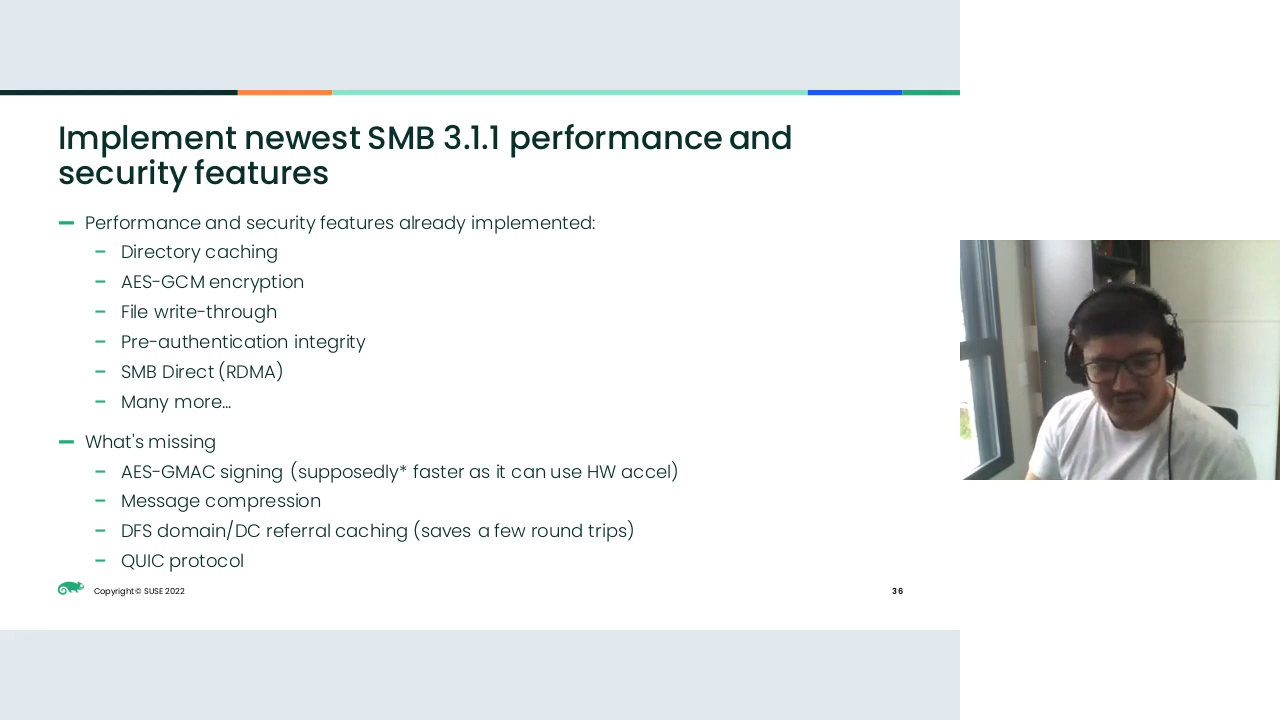 Implement newest SMB 3.1.1 performance and
security features
Performance and security features already implemented:
Directory caching
AES-GCM encryption
File write-through
Pre-authentication integrity
SMB Direct (RDMA)
Many more...
What's missing
AES-GMAC signing (supposedly* faster as it can use HW accel)
Message compression
DFS domain/DC referral caching (saves a few round trips)
QUIC protocol
Copyright © SUSE 2022
36